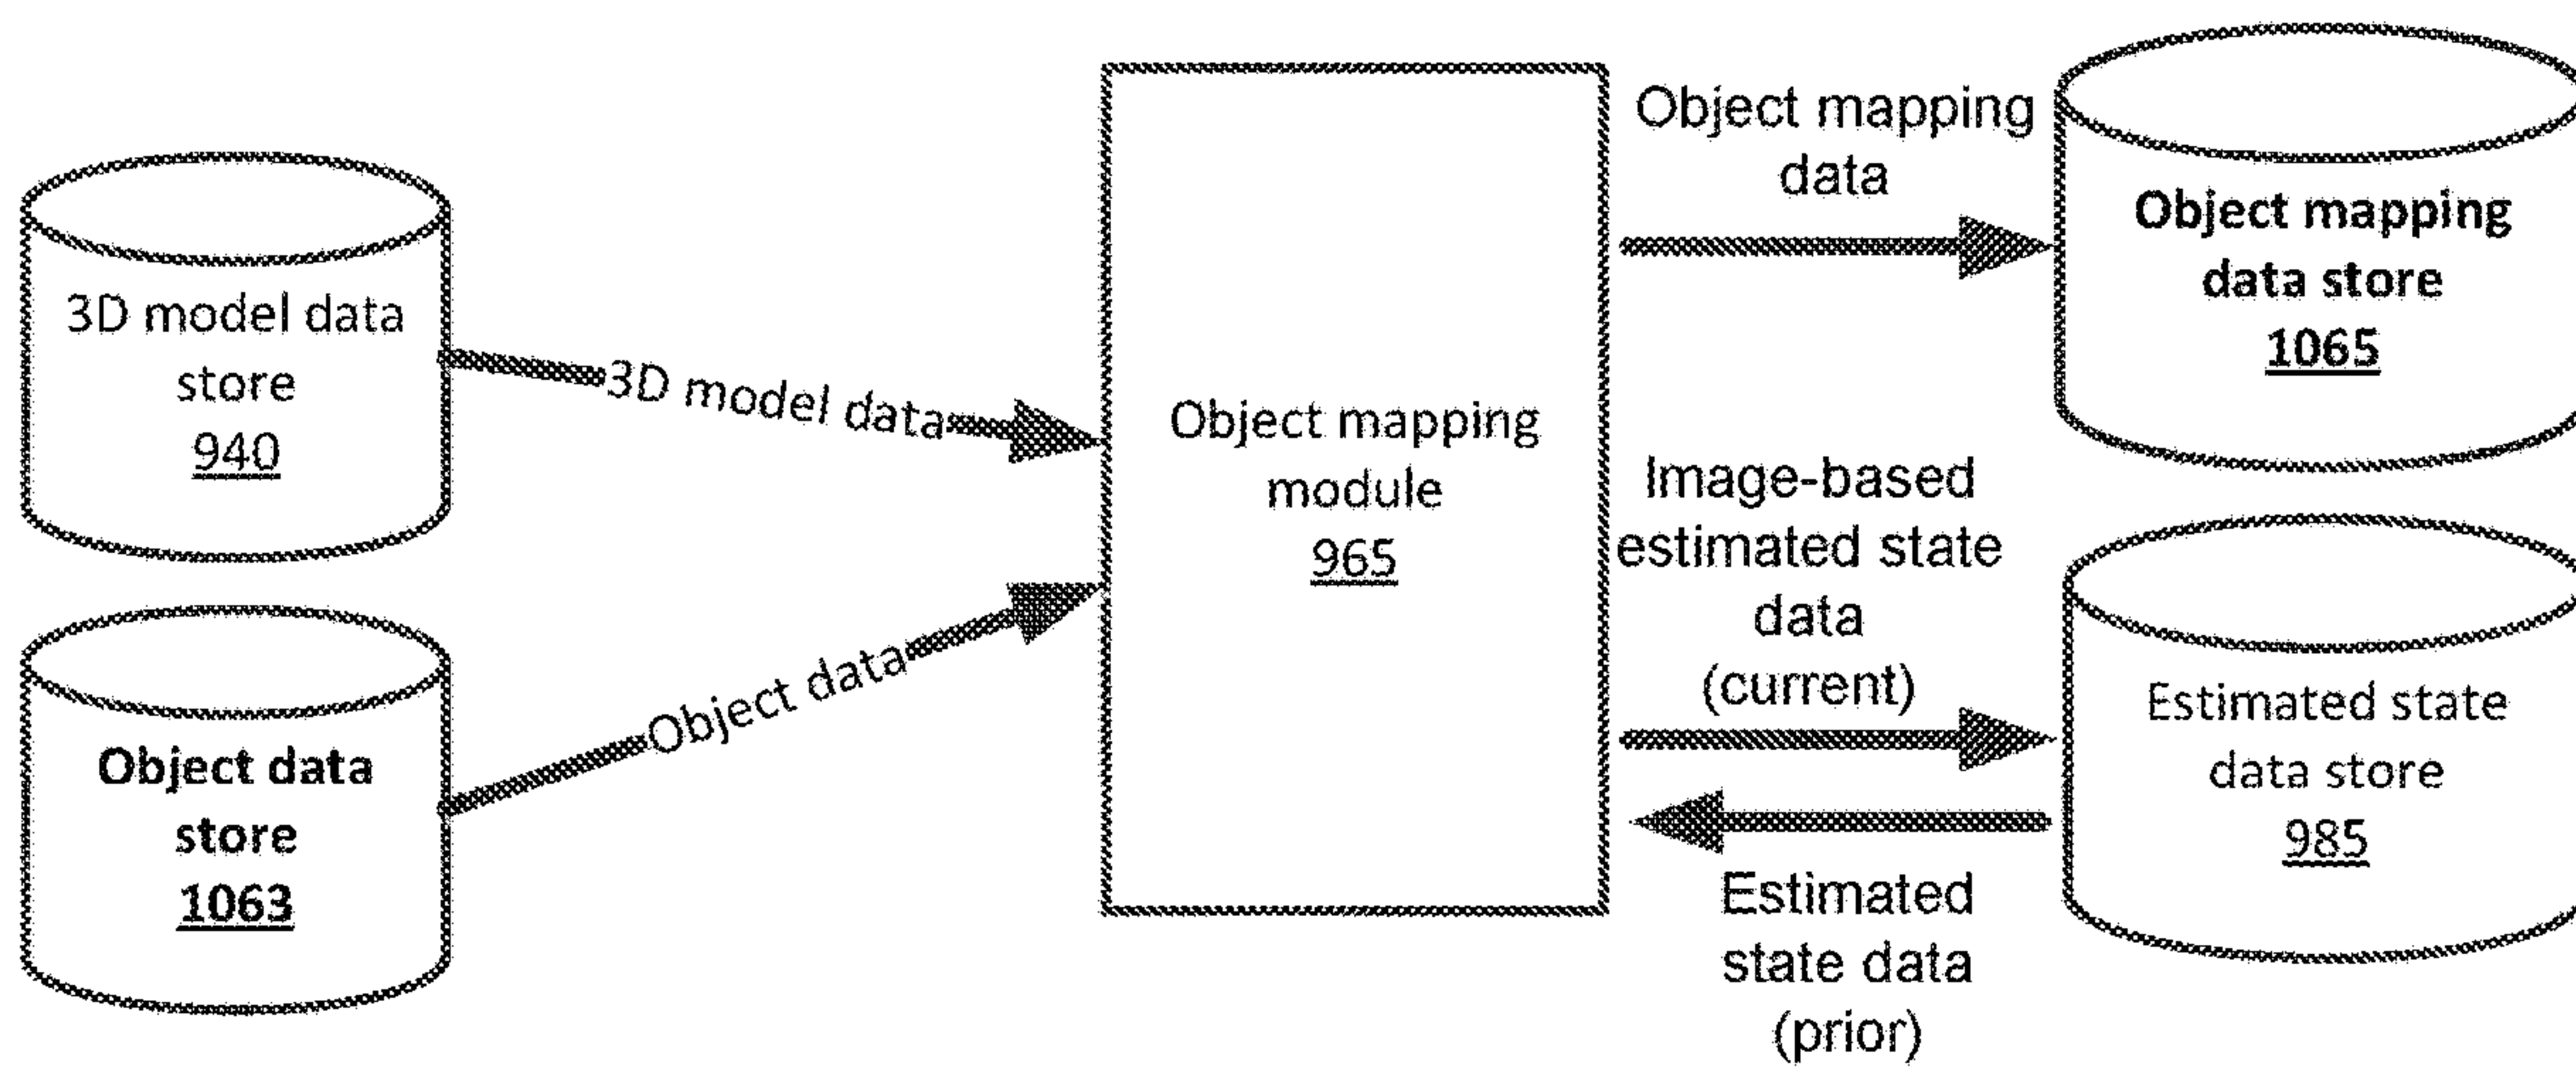 3D model data
store
940
3D model data
Object data
store
1063
Object data
Object mapping
module
965
Object mapping
data
Object mapping
data store
1065
Image-based
estimated state
data
(current)
Estimated state
data store
985
Estimated
state data
(prior)